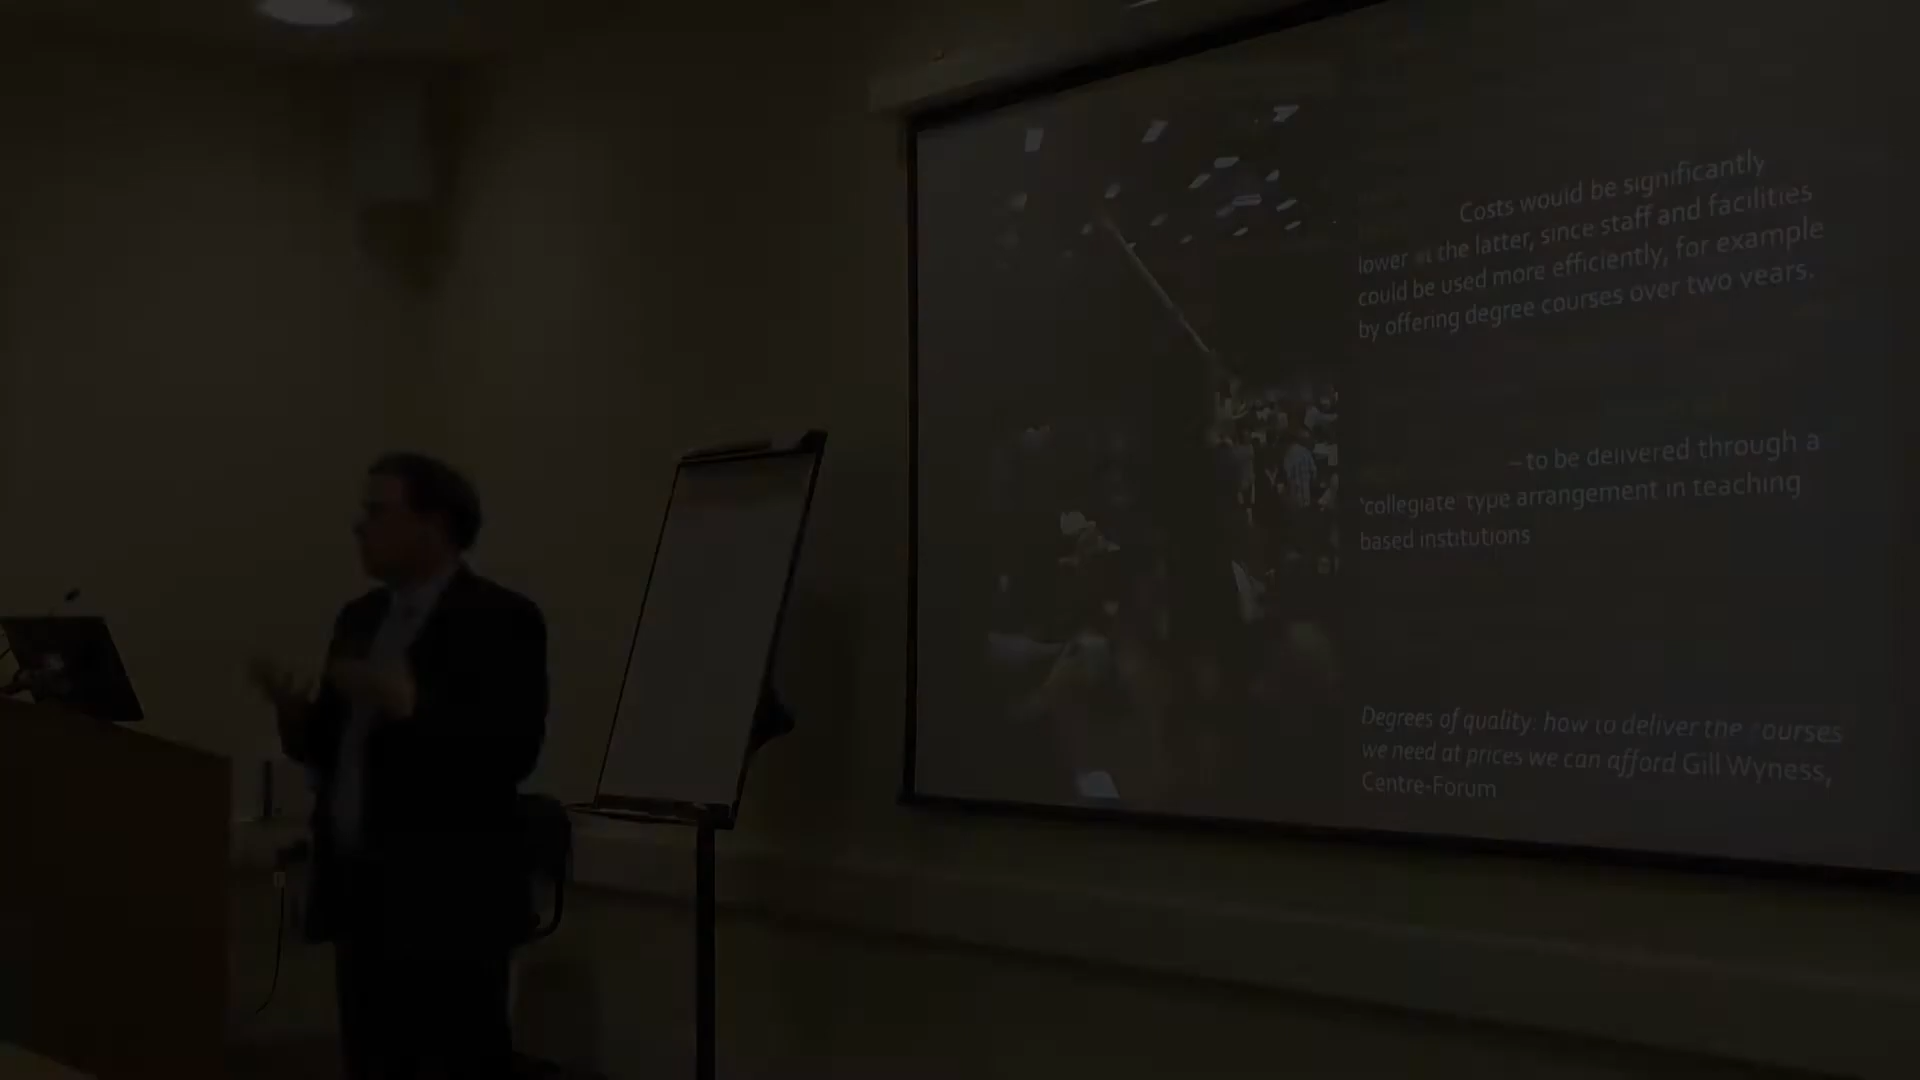 Costs would be significantly
lower at the latter, since staff and facilities
could be used more efficiently, for example
by offering degree courses over two years.
– to be delivered through a
'collegiate' type arrangement in teaching
based institutions
Degrees of quality: how to deliver the courses
we need at prices we can afford Gill Wyness,
Centre-Forum